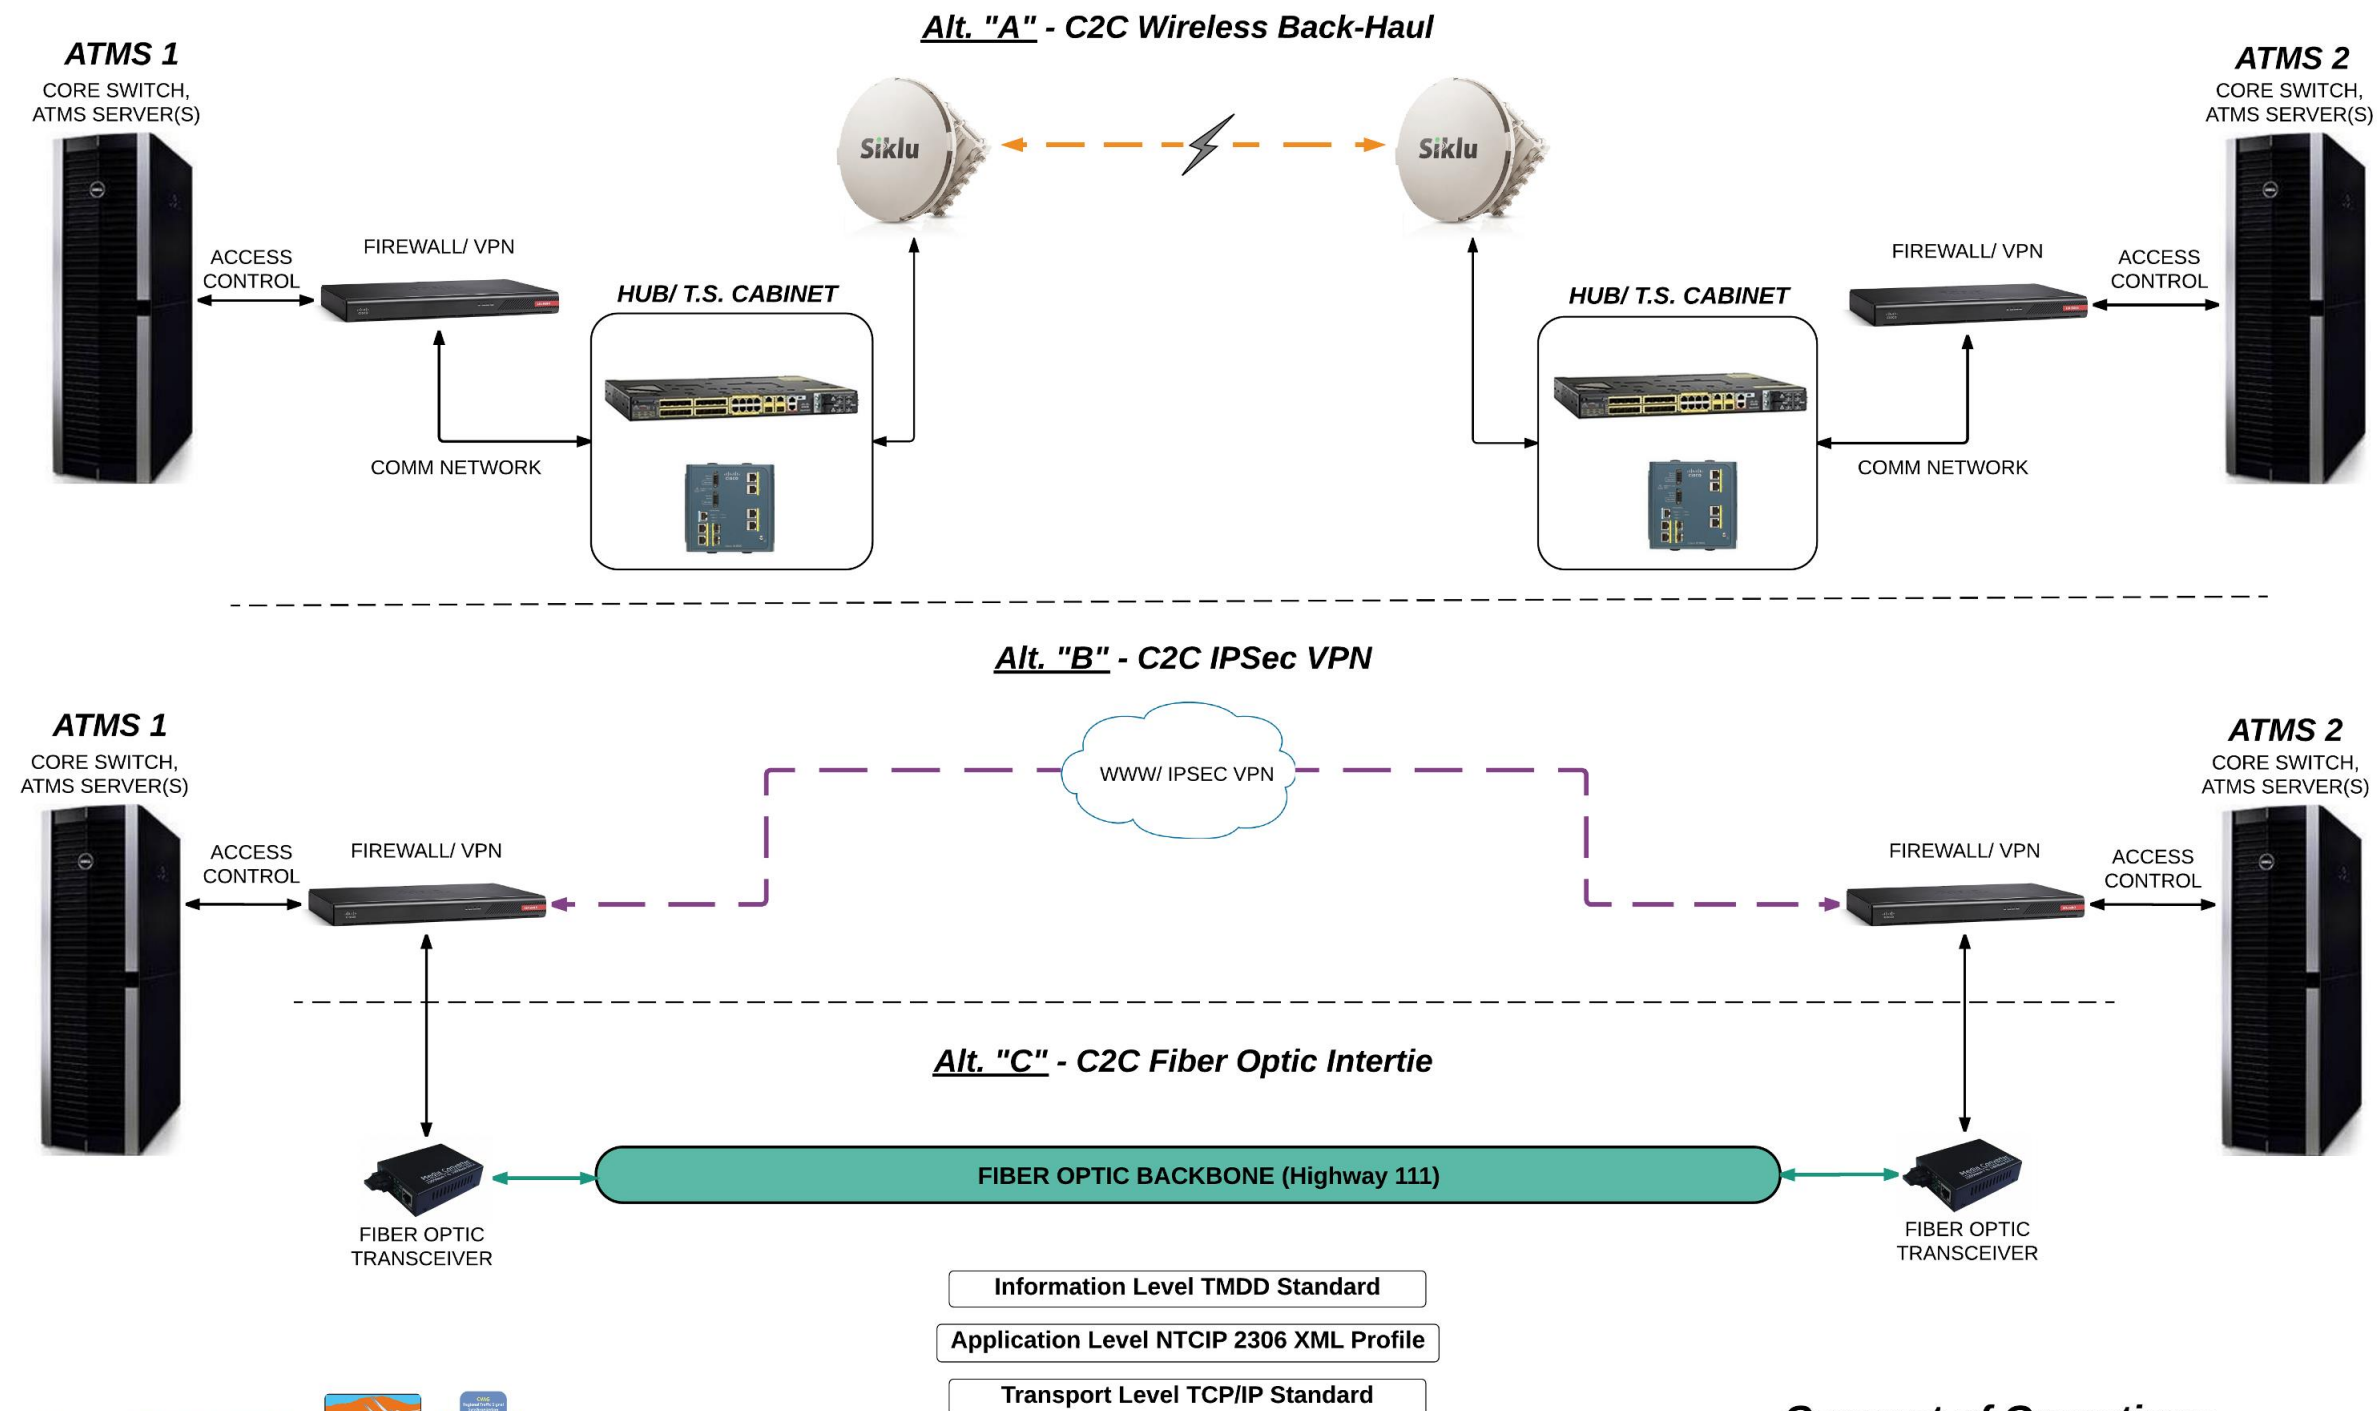 Alt. "A" - C2C Wireless Back-Haul
ATMS 1
CORE SWITCH,
ATMS SERVER(S)
ATMS 2
CORE SWITCH,
ATMS SERVER(S)
Siklu
Siklu
ACCESS
CONTROL
FIREWALL/ VPN
HUB/ T.S. CABINET
COMM NETWORK
HUB/ T.S. CABINET
FIREWALL/ VPN
ACCESS
CONTROL
COMM NETWORK
Alt. "B" - C2C IPSec VPN
ATMS 1
CORE SWITCH,
ATMS SERVER(S)
WWW/ IPSEC VPN
ATMS 2
CORE SWITCH,
ATMS SERVER(S)
ACCESS
CONTROL
FIREWALL/ VPN
FIREWALL/ VPN
ACCESS
CONTROL
Alt. "C" - C2C Fiber Optic Intertie
Media Converter
FIBER OPTIC BACKBONE (Highway 111)
Media Converter
FIBER OPTIC
TRANSCEIVER
FIBER OPTIC
TRANSCEIVER
Information Level TMDD Standard
Application Level NTCIP 2306 XML Profile
Transport Level TCP/IP Standard